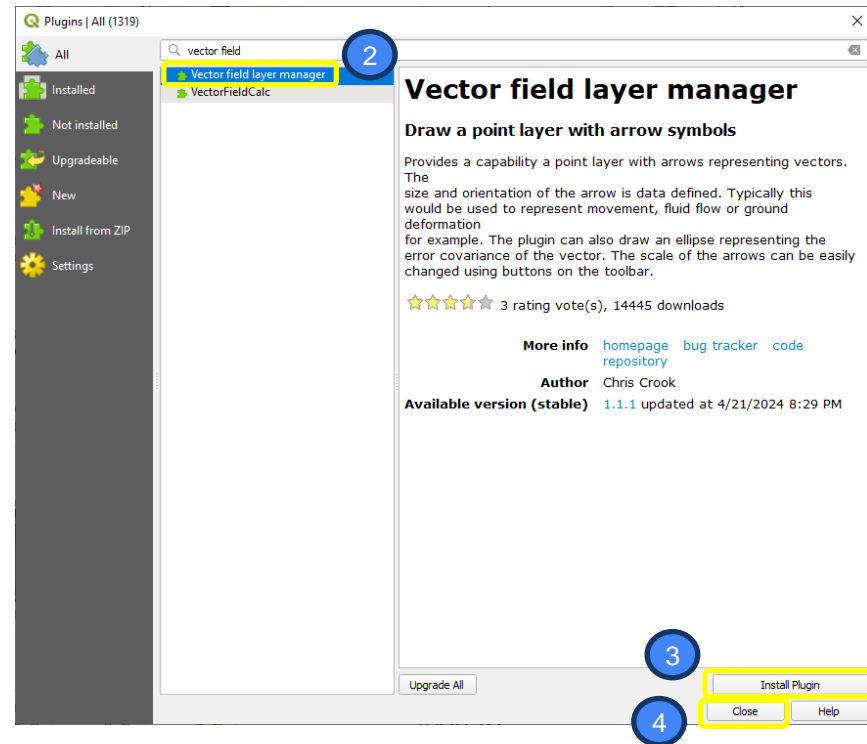 Plugins | All (1319)
All
Installed
Not installed
Upgradeable
New
Install from ZIP
Settings
vector field
2
Vector field layer manager
VectorFieldCalc
Vector field layer manager
Draw a point layer with arrow symbols
Provides a capability a point layer with arrows representing vectors.
The
size and orientation of the arrow is data defined. Typically this
would be used to represent movement, fluid flow or ground
deformation
for example. The plugin can also draw an ellipse representing the
error covariance of the vector. The scale of the arrows can be easily
changed using buttons on the toolbar.
3 rating vote(s), 14445 downloads
More info homepage bug tracker code
repository
Author Chris Crook
Available version (stable) 1.1.1 updated at 4/21/2024 8:29 PM
3
Upgrade All
Install Plugin
4
Close
Help